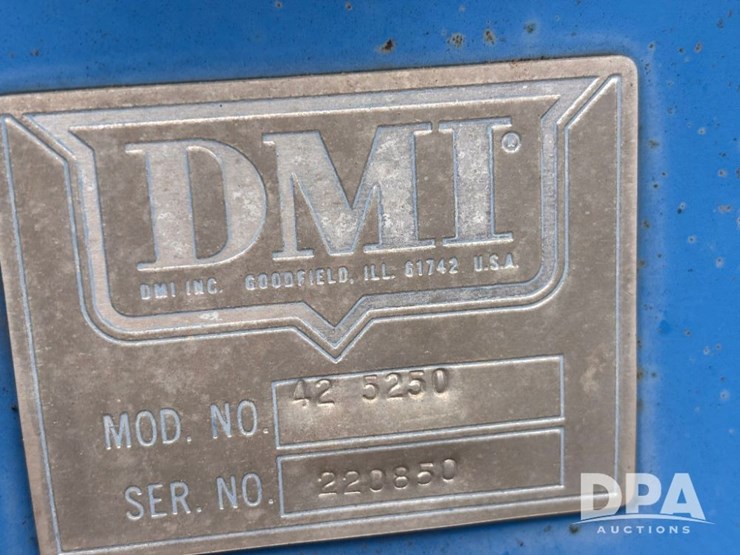 DMI®
DMI INC. GOODFIELD, ILL. 61742 U.S.A.
MOD. NO. 42 5250
SER. NO. 220850
DPA
AUCTIONS